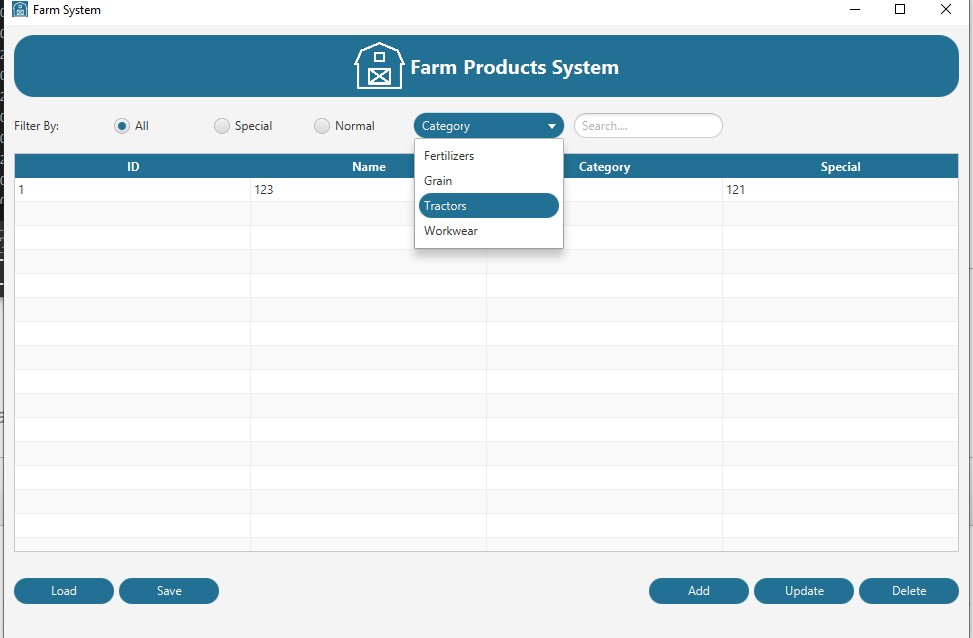 Farm System
Farm Products System
Filter By: All Special Normal Category Search....
Fertilizers
Grain
Tractors
Workwear
ID Name Category Special
1 123 121
Load Save Add Update Delete